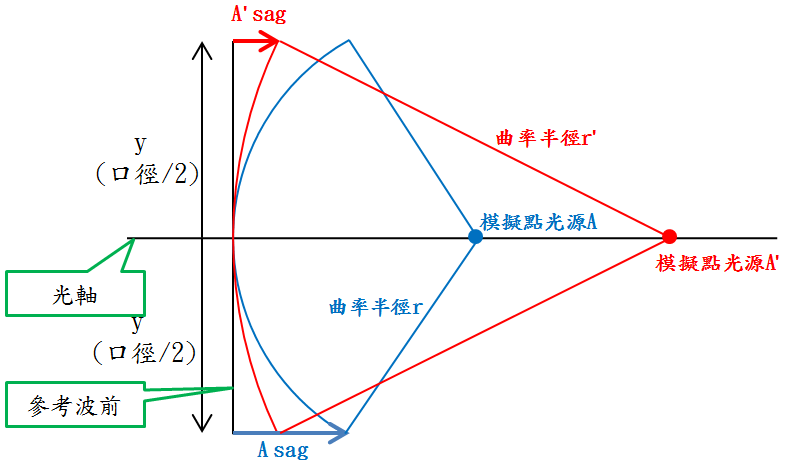 A'sag
y
(口徑/2)
曲率半徑r'
模擬點光源A
模擬點光源A'
光軸
曲率半徑r
y
(口徑/2)
參考波前
A sag